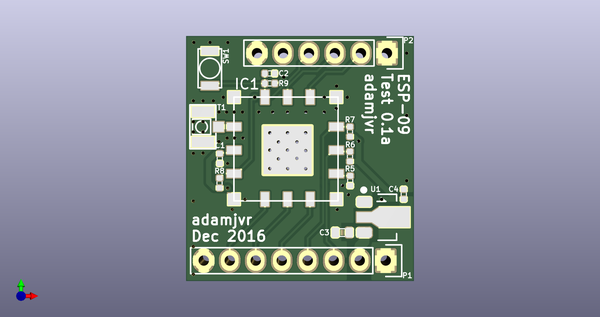 P2
SW1
C2
R9
IC1
ESP-09
Test 0.1a
adamjvr
R7
C1
R6
R8
R5
U1
C4
adamjvr
Dec 2016
C3
P1